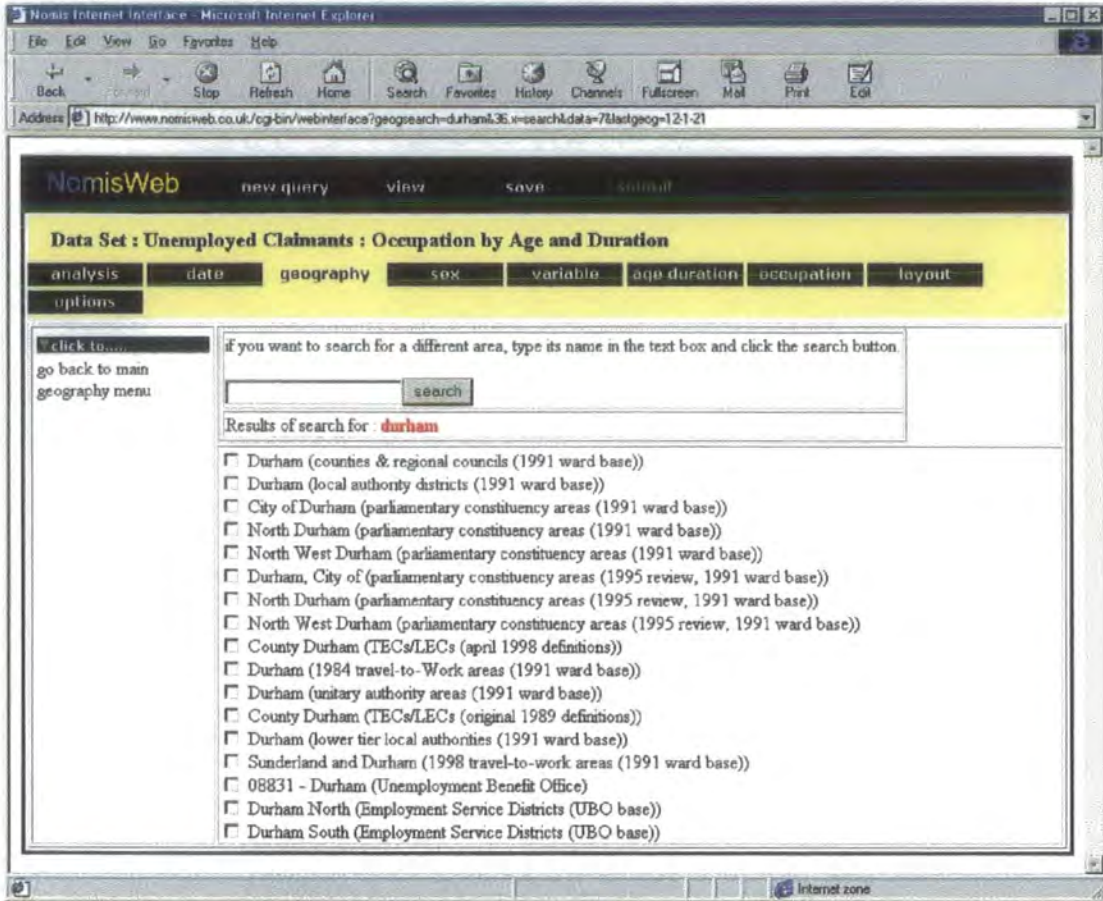 Nomis Internet Interface - Microsoft Internet Explorer
File Edit View Go Favorites Help
Back Forward Stop Refresh Home Search Favorites History Channels Fullscreen Mail Print Edit
Address http://www.nomisweb.co.uk/cgi-bin/webinterface?geogsearch=durham&36.x=search&data=7&lastgeog=12-1-21
NomisWeb new query view save submit
Data Set : Unemployed Claimants : Occupation by Age and Duration
analysis date geography sex variable age duration occupation layout
options
click to.....
go back to main
geography menu
if you want to search for a different area, type its name in the text box and click the search button.
search
Results of search for : durham
Durham (counties & regional councils (1991 ward base))
Durham (local authority districts (1991 ward base))
City of Durham (parliamentary constituency areas (1991 ward base))
North Durham (parliamentary constituency areas (1991 ward base))
North West Durham (parliamentary constituency areas (1991 ward base))
Durham, City of (parliamentary constituency areas (1995 review, 1991 ward base))
North Durham (parliamentary constituency areas (1995 review, 1991 ward base))
North West Durham (parliamentary constituency areas (1995 review, 1991 ward base))
County Durham (TECs/LECs (april 1998 definitions))
Durham (1984 travel-to-Work areas (1991 ward base))
Durham (unitary authority areas (1991 ward base))
County Durham (TECs/LECs (original 1989 definitions))
Durham (lower tier local authorities (1991 ward base))
Sunderland and Durham (1998 travel-to-work areas (1991 ward base))
08831 - Durham (Unemployment Benefit Office)
Durham North (Employment Service Districts (UBO base))
Durham South (Employment Service Districts (UBO base))
Internet zone